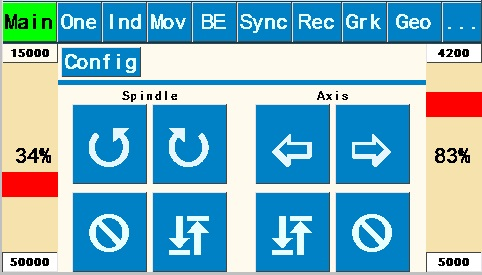 Main One Ind Mov BE Sync Rec Grk Geo ...
15000 4200
Config
Spindle Axis
34% 83%
50000 5000